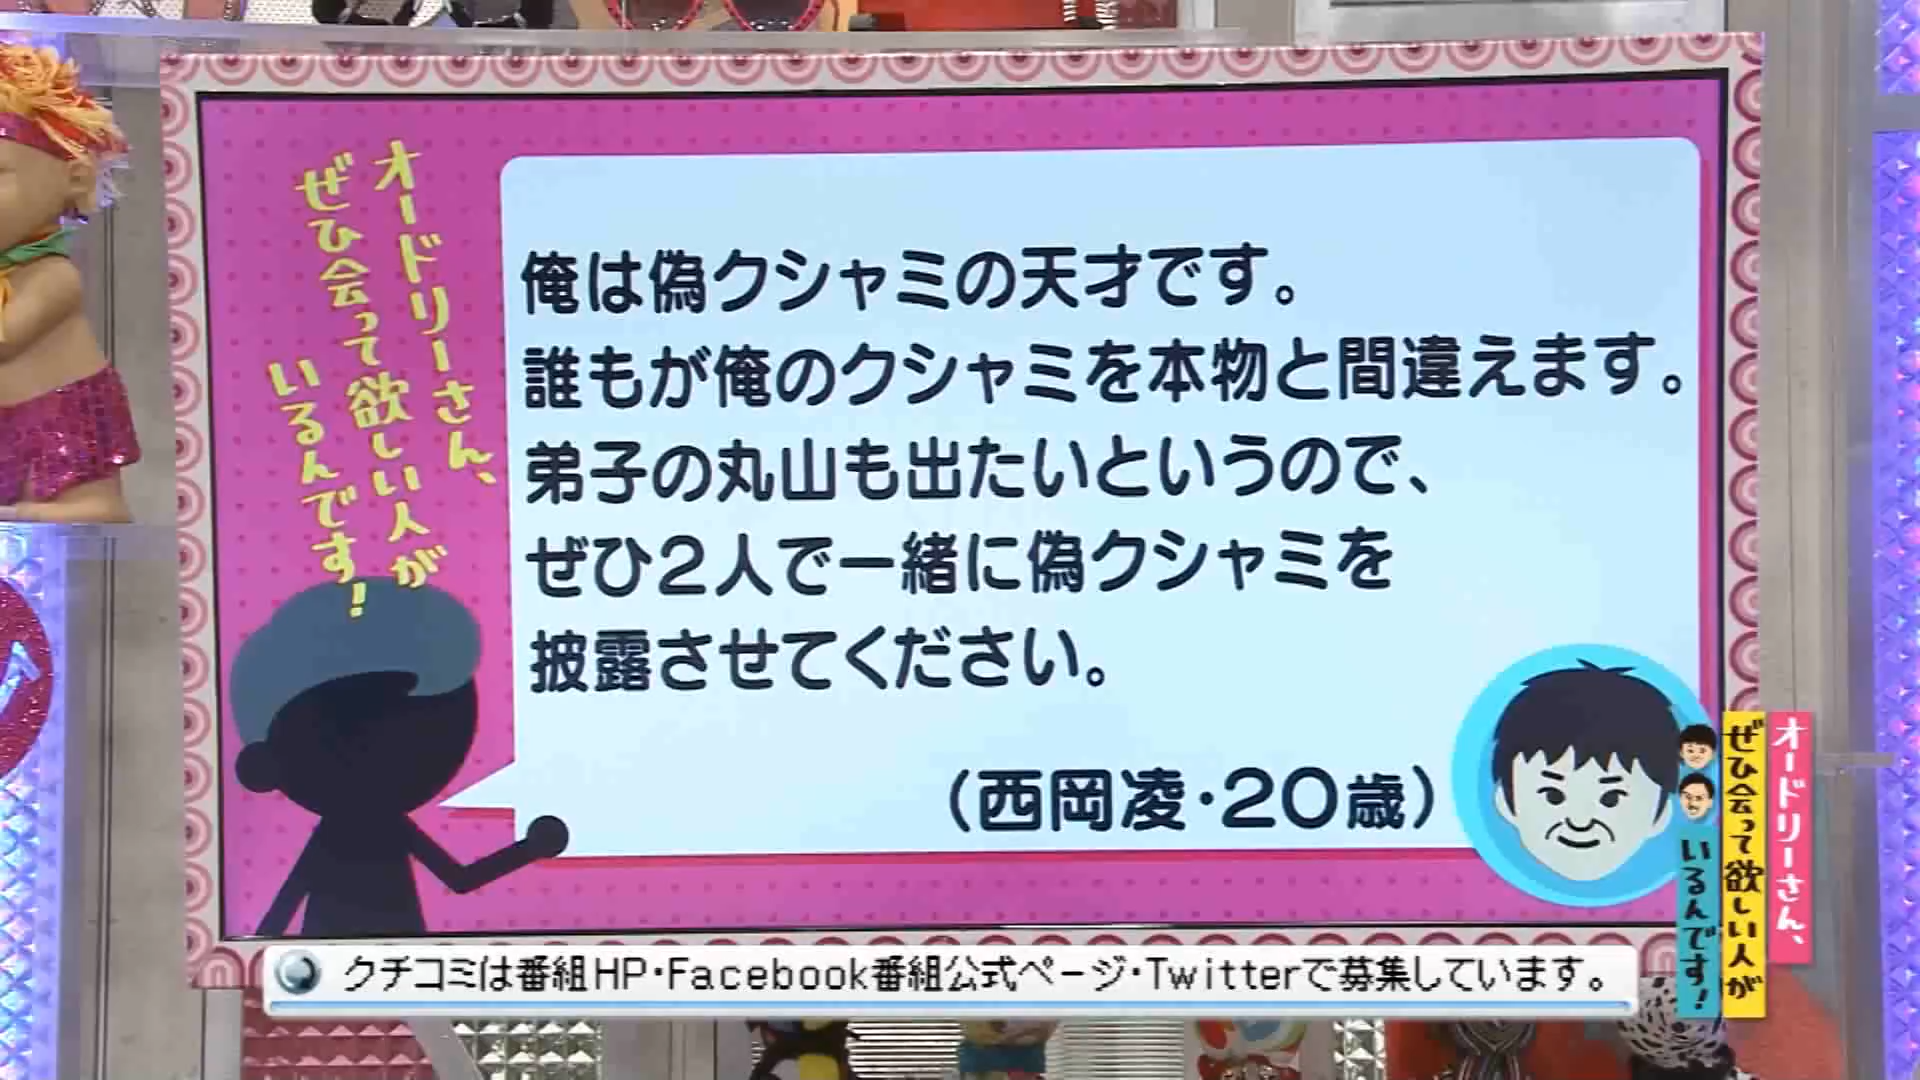 オードリーさん、
ぜひ会って欲しい人が
いるんです!
俺は偽クシャミの天才です。
誰もが俺のクシャミを本物と間違えます。
弟子の丸山も出たいというので、
ぜひ2人で一緒に偽クシャミを
披露させてください。
(西岡凌・20歳)
オードリーさん、
ぜひ会って欲しい人が
いるんです!
クチコミは番組HP・Facebook番組公式ページ・Twitterで募集しています。